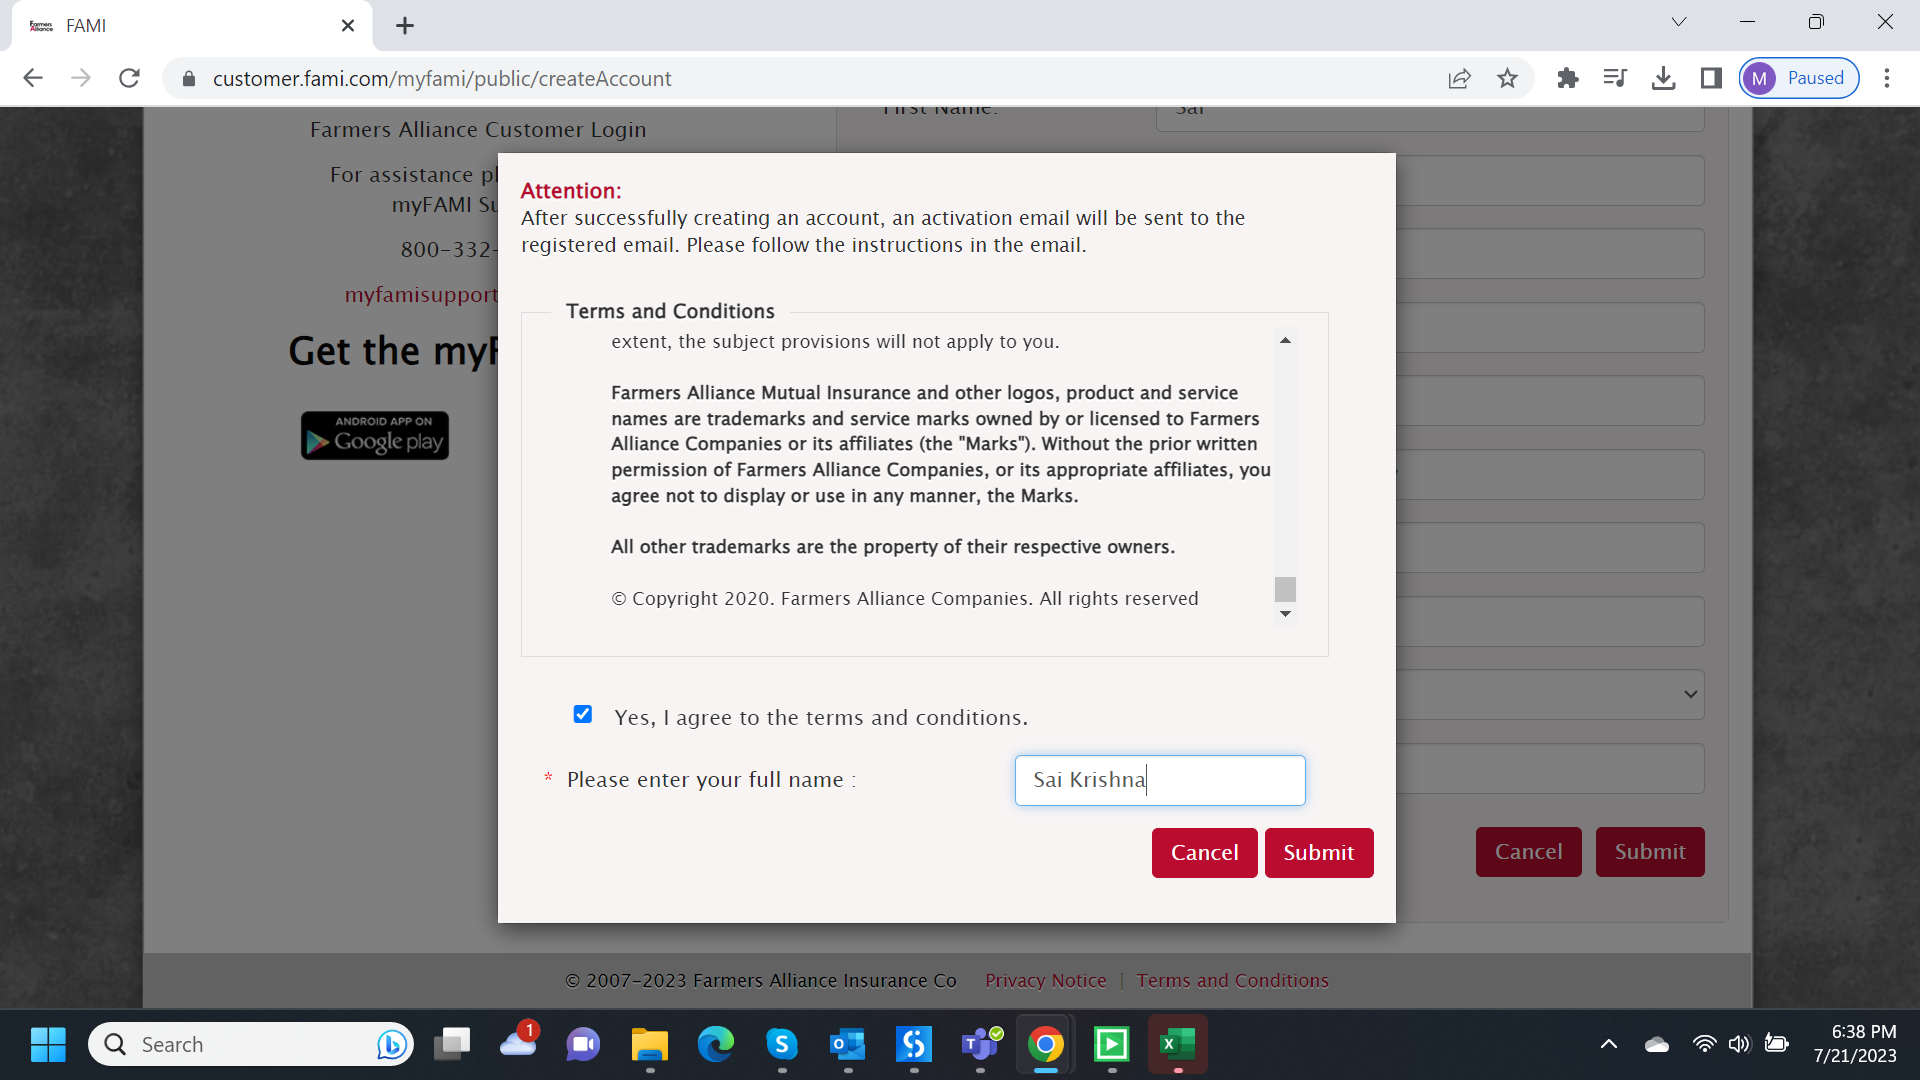 Farmers
Alliance
FAMI
customer.fami.com/myfami/public/createAccount
M
Paused
First Name:
Sai
Farmers Alliance Customer Login
For assistance
myFAMI
800-332-
myfamisupport
Get the
ANDROID APP ON
Google play
Attention:
After successfully creating an account, an activation email will be sent to the
registered email. Please follow the instructions in the email.
Terms and Conditions
extent, the subject provisions will not apply to you.
Farmers Alliance Mutual Insurance and other logos, product and service
names are trademarks and service marks owned by or licensed to Farmers
Alliance Companies or its affiliates (the "Marks"). Without the prior written
permission of Farmers Alliance Companies, or its appropriate affiliates, you
agree not to display or use in any manner, the Marks.
All other trademarks are the property of their respective owners.
© Copyright 2020. Farmers Alliance Companies. All rights reserved
Yes, I agree to the terms and conditions.
* Please enter your full name :
Sai Krishna
Cancel
Submit
Cancel
Submit
© 2007-2023 Farmers Alliance Insurance Co
Privacy Notice | Terms and Conditions
Search
1
6:38 PM
7/21/2023